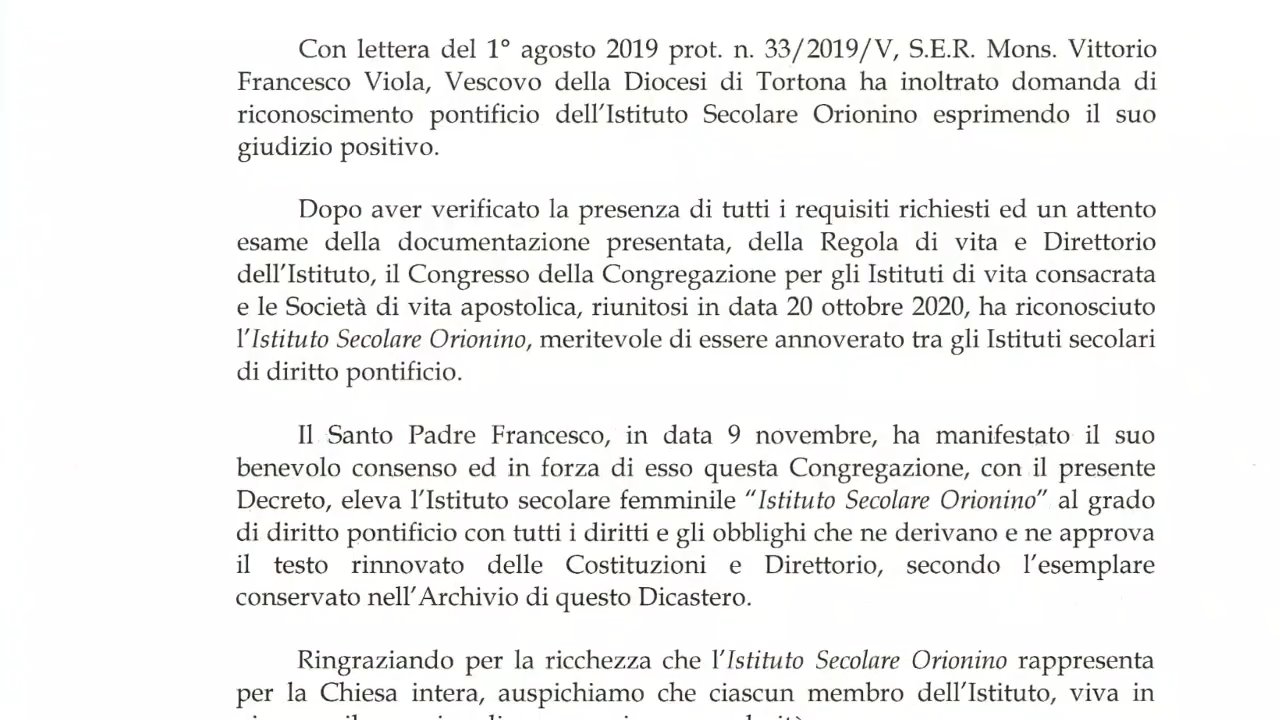 Con lettera del 1° agosto 2019 prot. n. 33/2019/V, S.E.R. Mons. Vittorio
Francesco Viola, Vescovo della Diocesi di Tortona ha inoltrato domanda di
riconoscimento pontificio dell'Istituto Secolare Orionino esprimendo il suo
giudizio positivo.
Dopo aver verificato la presenza di tutti i requisiti richiesti ed un attento
esame della documentazione presentata, della Regola di vita e Direttorio
dell'Istituto, il Congresso della Congregazione per gli Istituti di vita consacrata
e le Società di vita apostolica, riunitosi in data 20 ottobre 2020, ha riconosciuto
l'Istituto Secolare Orionino, meritevole di essere annoverato tra gli Istituti secolari
di diritto pontificio.
Il Santo Padre Francesco, in data 9 novembre, ha manifestato il suo
benevolo consenso ed in forza di esso questa Congregazione, con il presente
Decreto, eleva l'Istituto secolare femminile “Istituto Secolare Orionino” al grado
di diritto pontificio con tutti i diritti e gli obblighi che ne derivano e ne approva
il testo rinnovato delle Costituzioni e Direttorio, secondo l'esemplare
conservato nell'Archivio di questo Dicastero.
Ringraziando per la ricchezza che l'Istituto Secolare Orionino rappresenta
per la Chiesa intera, auspichiamo che ciascun membro dell'Istituto, viva in